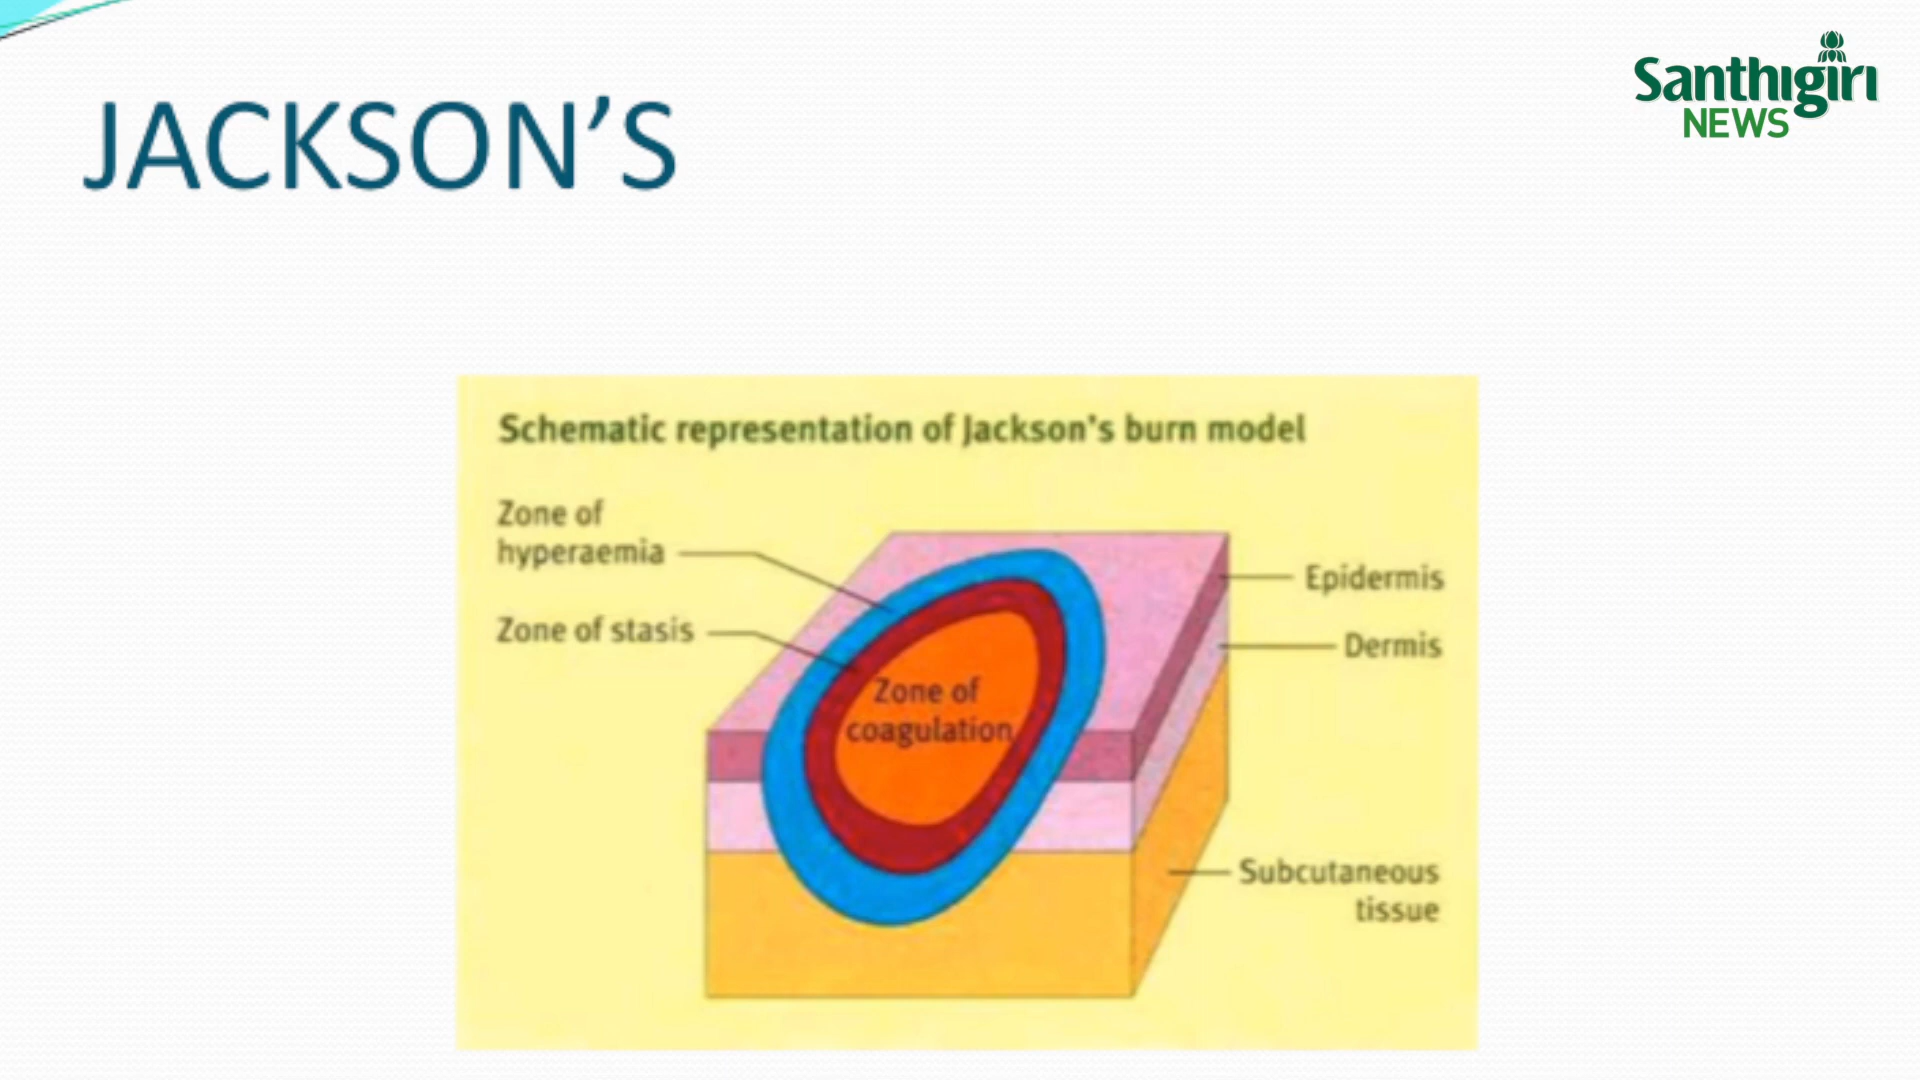 Santhigiri
NEWS
JACKSON’S
Schematic representation of Jackson's burn model
Zone of
hyperaemia
Zone of stasis
Zone of
coagulation
Epidermis
Dermis
Subcutaneous
tissue